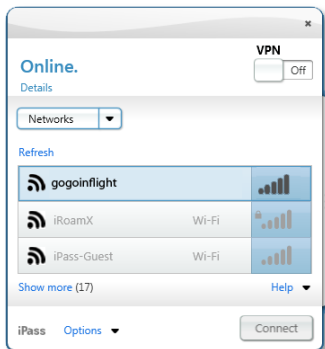 VPN
Online. Off
Details
Networks
Refresh
gogoinflight
iRoamX Wi-Fi
iPass-Guest Wi-Fi
Show more (17) Help
iPass Options Connect